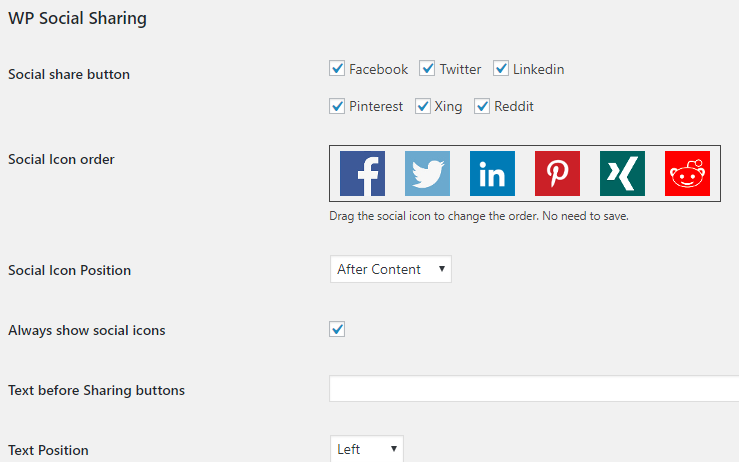 WP Social Sharing
Social share button
Facebook Twitter Linkedin
Pinterest Xing Reddit
Social Icon order
in
Drag the social icon to change the order. No need to save.
Social Icon Position
After Content
Always show social icons
Text before Sharing buttons
Text Position
Left